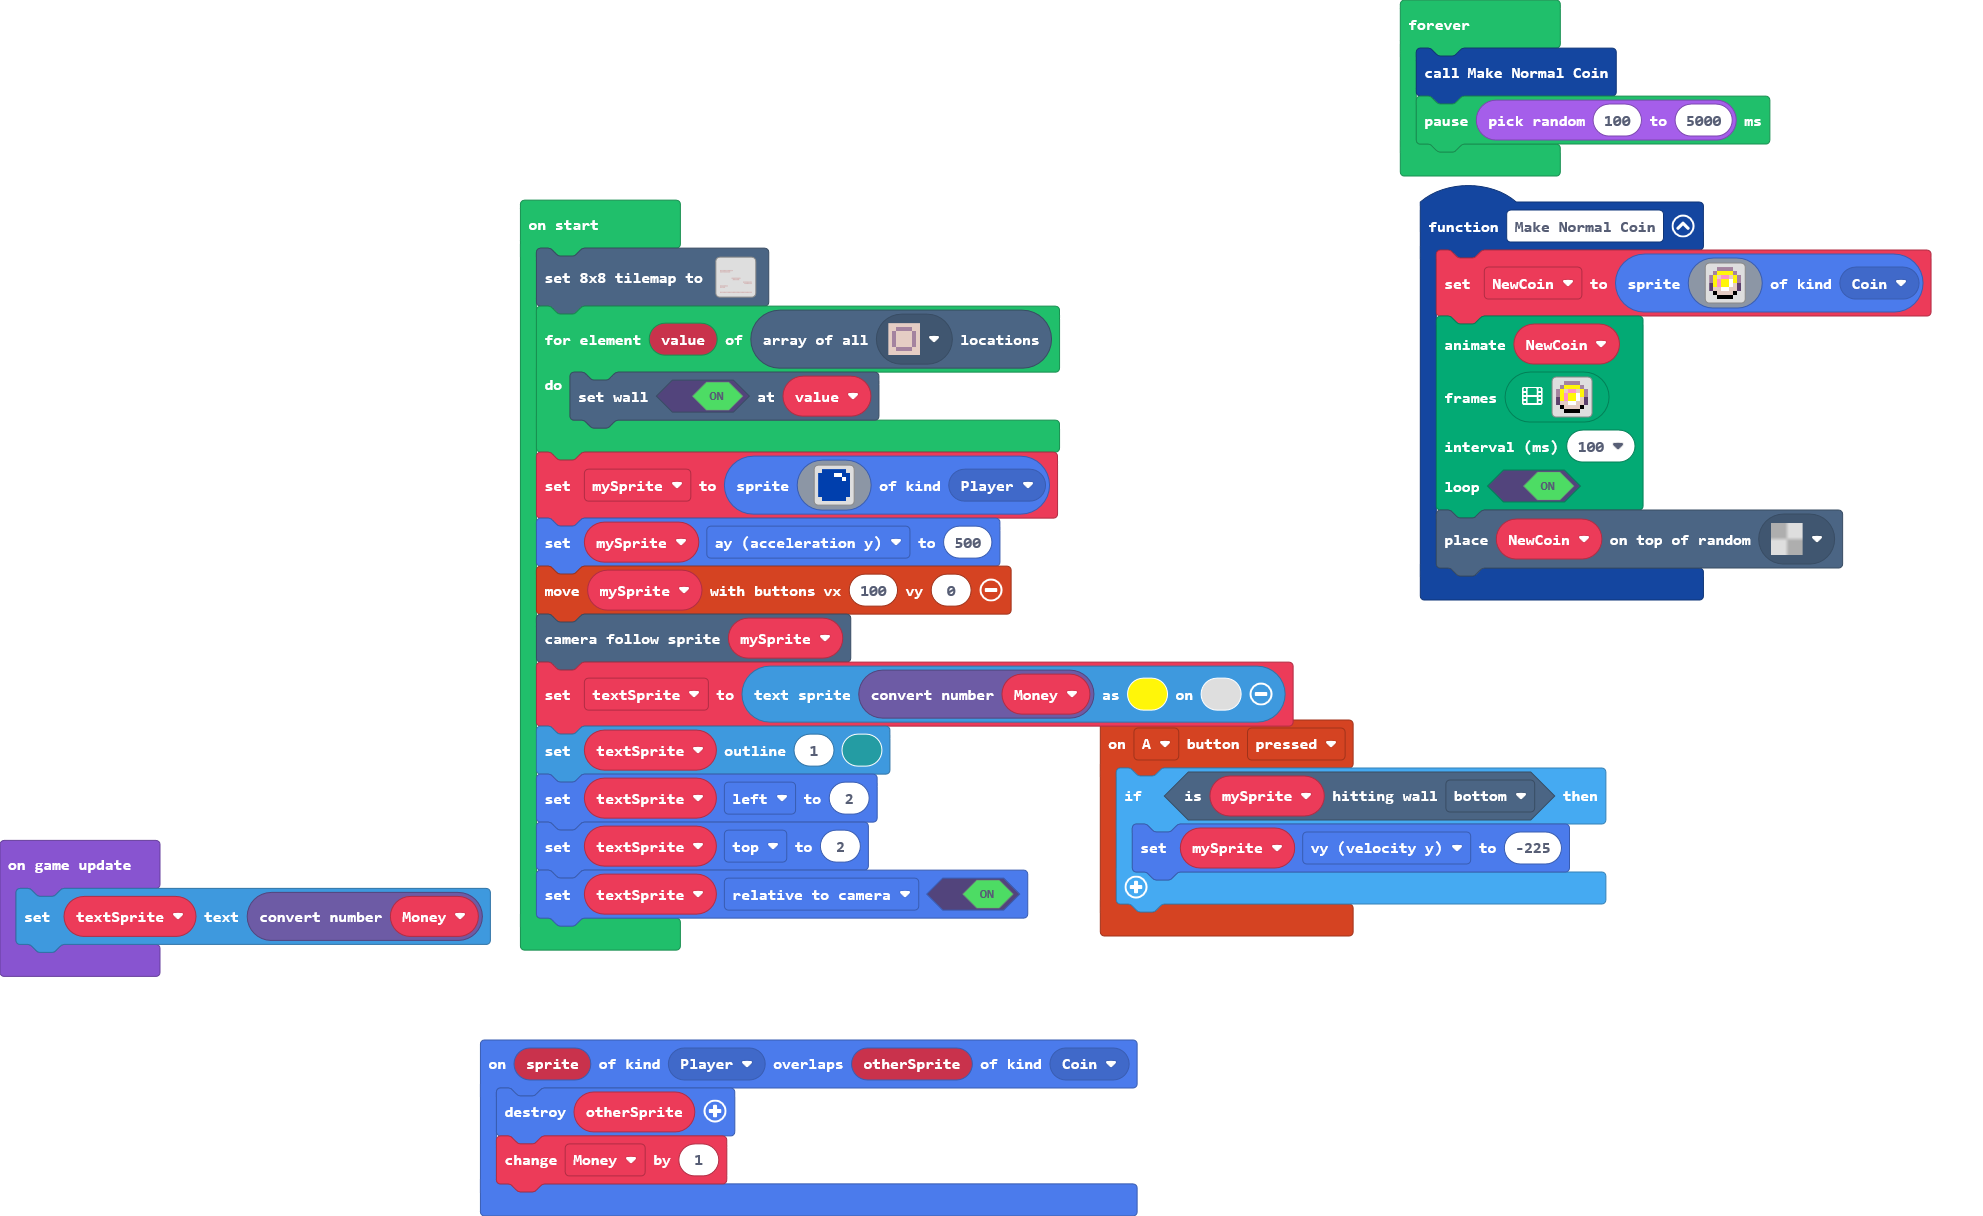 forever
call Make Normal Coin
pause pick random 100 to 5000 ms
function Make Normal Coin
set NewCoin to sprite of kind Coin
animate NewCoin
frames
interval (ms) 100
loop ON
place NewCoin on top of random
on start
set 8x8 tilemap to
for element value of array of all locations
do set wall ON at value
set mySprite to sprite of kind Player
set mySprite ay (acceleration y) to 500
move mySprite with buttons vx 100 vy 0
camera follow sprite mySprite
set textSprite to text sprite convert number Money as on
set textSprite outline 1
set textSprite left to 2
set textSprite top to 2
set textSprite relative to camera ON
on A button pressed
if is mySprite hitting wall bottom then
set mySprite vy (velocity y) to -225
on game update
set textSprite text convert number Money
on sprite of kind Player overlaps otherSprite of kind Coin
destroy otherSprite
change Money by 1